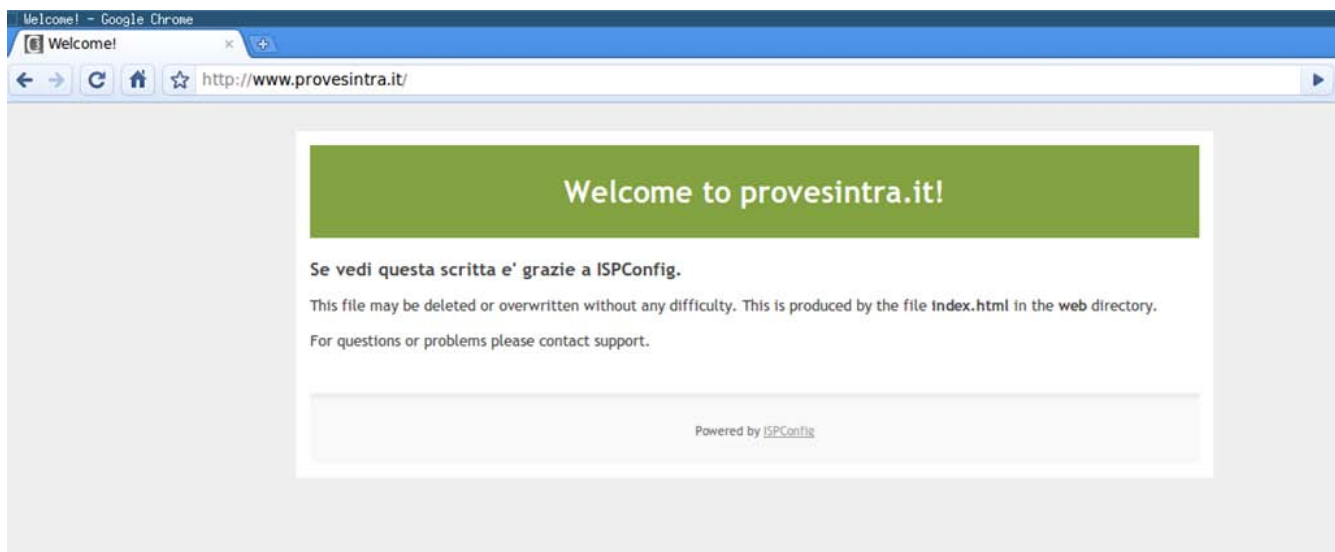 Welcome! - Google Chrome
Welcome!
http://www.provesintra.it/
Welcome to provesintra.it!
Se vedi questa scritta e' grazie a ISPConfig.
This file may be deleted or overwritten without any difficulty. This is produced by the file index.html in the web directory.
For questions or problems please contact support.
Powered by ISPConfig